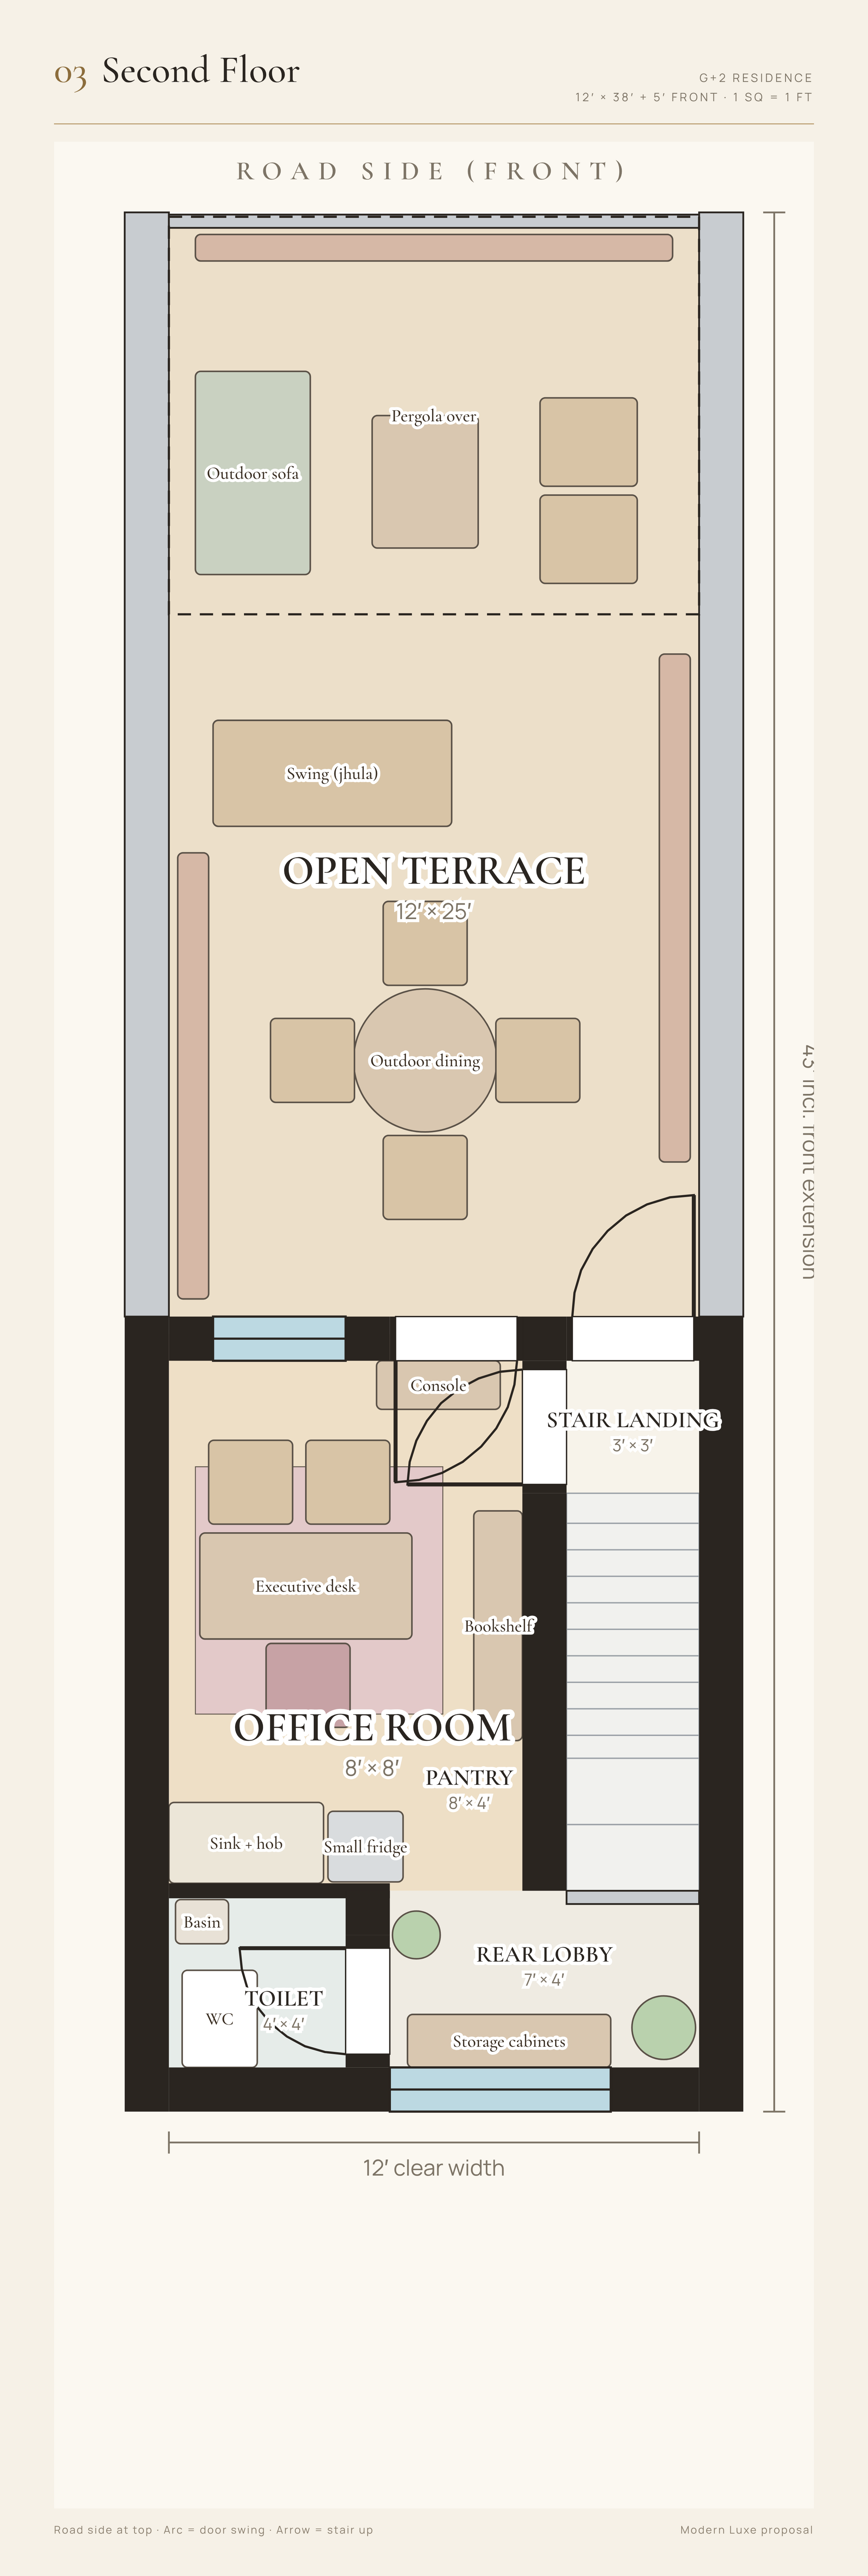 03 Second Floor
G+2 RESIDENCE
12′ × 38′ + 5′ FRONT · 1 SQ = 1 FT
ROAD SIDE (FRONT)
Pergola over
Outdoor sofa
Swing (jhula)
OPEN TERRACE
12′ × 25′
Outdoor dining
43′ incl. front extension
Console
STAIR LANDING
3′ × 3′
Executive desk
Bookshelf
OFFICE ROOM
8′ × 8′
PANTRY
8′ × 4′
Sink + hob
Small fridge
Basin
REAR LOBBY
7′ × 4′
TOILET
4′ × 4′
WC
Storage cabinets
12′ clear width
Road side at top · Arc = door swing · Arrow = stair up
Modern Luxe proposal